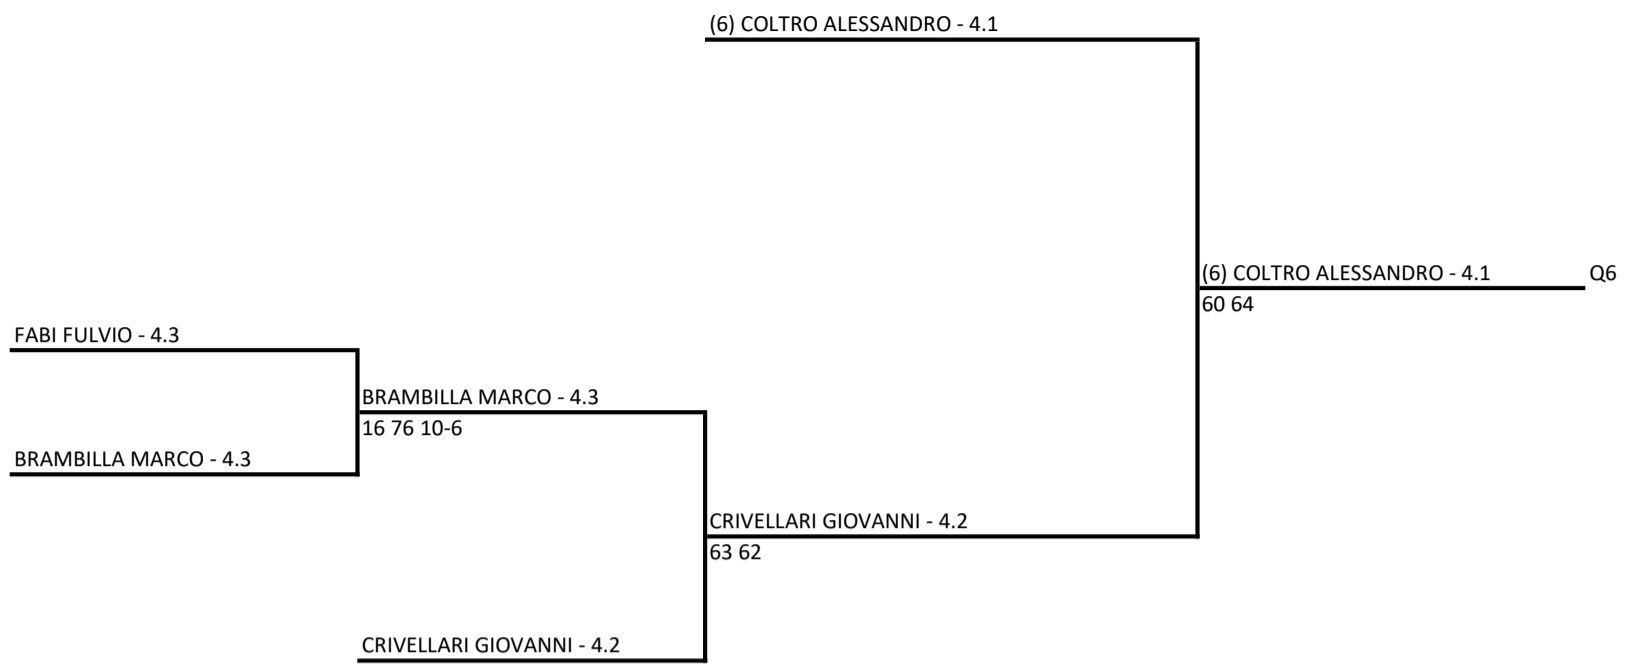 (6) COLTRO ALESSANDRO - 4.1
(6) COLTRO ALESSANDRO - 4.1 Q6
60 64
FABI FULVIO - 4.3
BRAMBILLA MARCO - 4.3
16 76 10-6
BRAMBILLA MARCO - 4.3
CRIVELLARI GIOVANNI - 4.2
63 62
CRIVELLARI GIOVANNI - 4.2